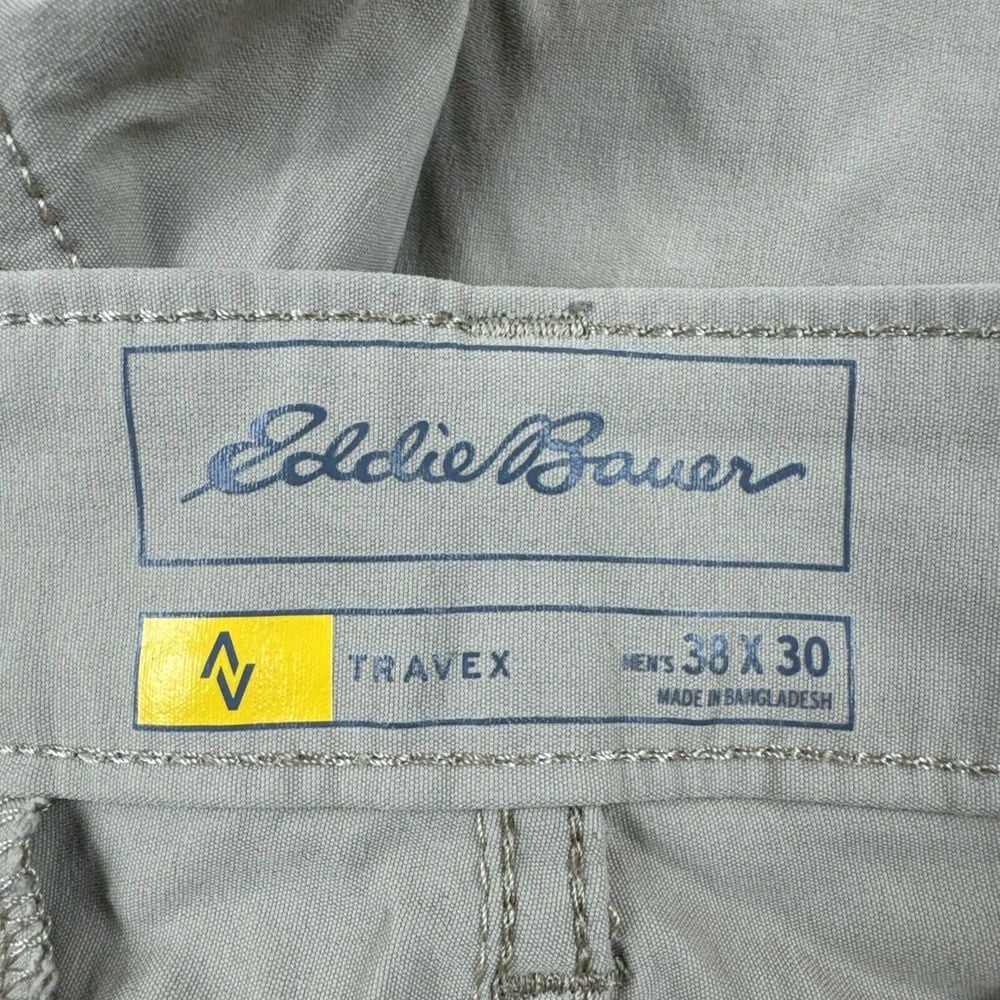 Eddie Bauer
TRAVEX
MEN'S 38 X 30
MADE IN BANGLADESH